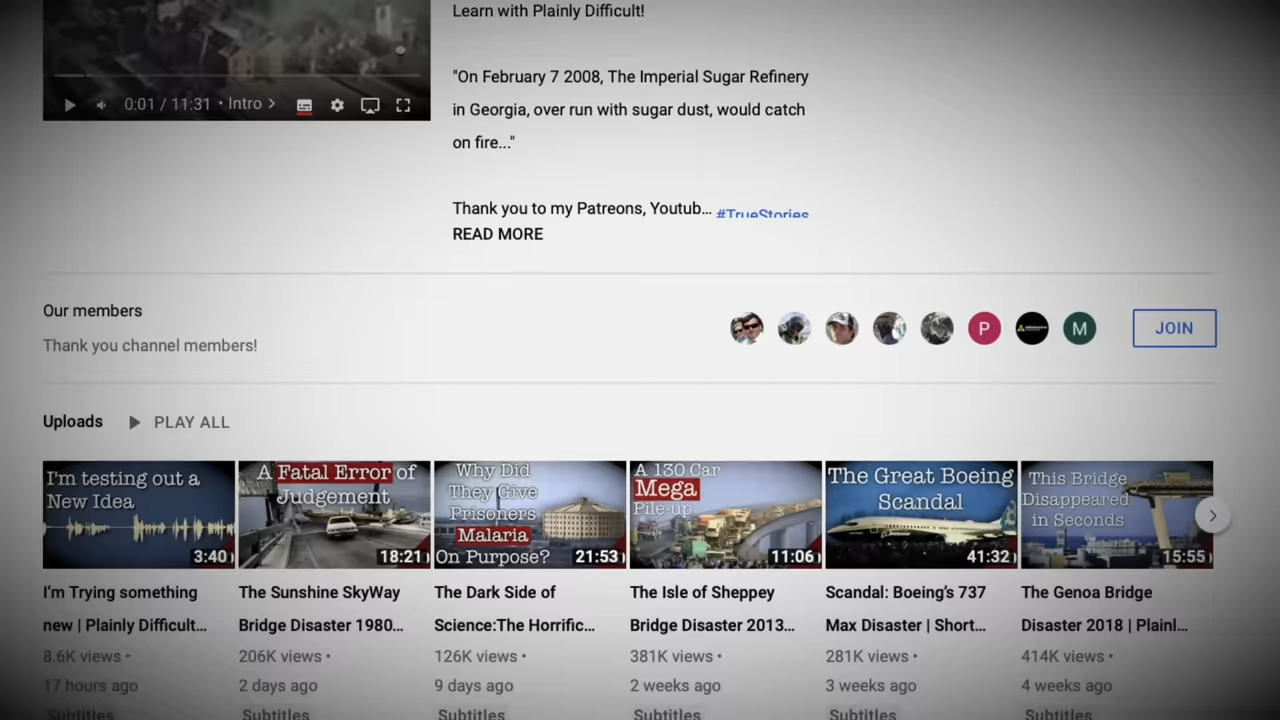 Learn with Plainly Difficult!
"On February 7 2008, The Imperial Sugar Refinery
in Georgia, over run with sugar dust, would catch
on fire..."
Thank you to my Patreons, Youtub... #TrueStories
READ MORE
0:01 / 11:31 • Intro
Our members
Thank you channel members!
P
M
JOIN
Uploads PLAY ALL
I'm testing out a
New Idea
3:40
A Fatal Error of
Judgement
18:21
Why Did
They Give
Prisoners
Malaria
On Purpose?
21:53
A 130 Car
Mega
Pile-up
11:06
The Great Boeing
Scandal
41:32
This Bridge
Disappeared
in Seconds
15:55
I'm Trying something
new | Plainly Difficult...
8.6K views •
17 hours ago
Subtitles
The Sunshine SkyWay
Bridge Disaster 1980...
206K views •
2 days ago
Subtitles
The Dark Side of
Science:The Horrific...
126K views •
9 days ago
Subtitles
The Isle of Sheppey
Bridge Disaster 2013...
381K views •
2 weeks ago
Subtitles
Scandal: Boeing's 737
Max Disaster | Short...
281K views •
3 weeks ago
Subtitles
The Genoa Bridge
Disaster 2018 | Plainl...
414K views •
4 weeks ago
Subtitles